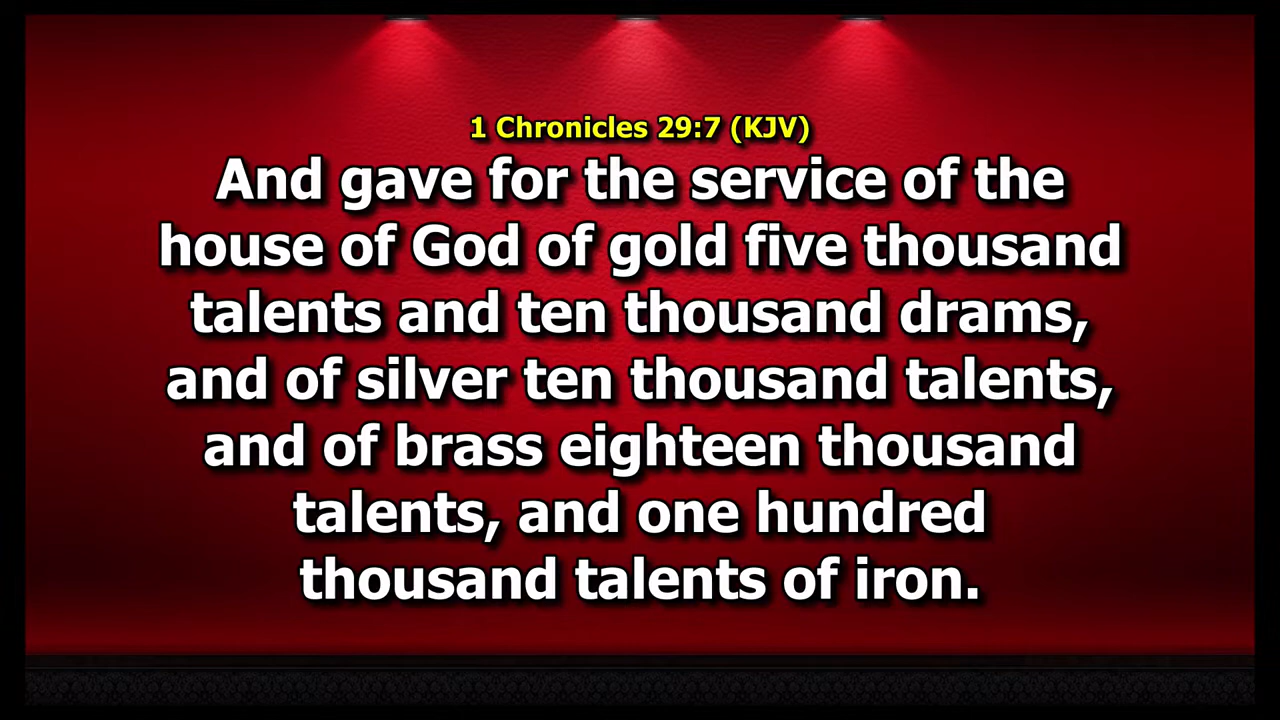 1 Chronicles 29:7 (KJV)
And gave for the service of the
house of God of gold five thousand
talents and ten thousand drams,
and of silver ten thousand talents,
and of brass eighteen thousand
talents, and one hundred
thousand talents of iron.